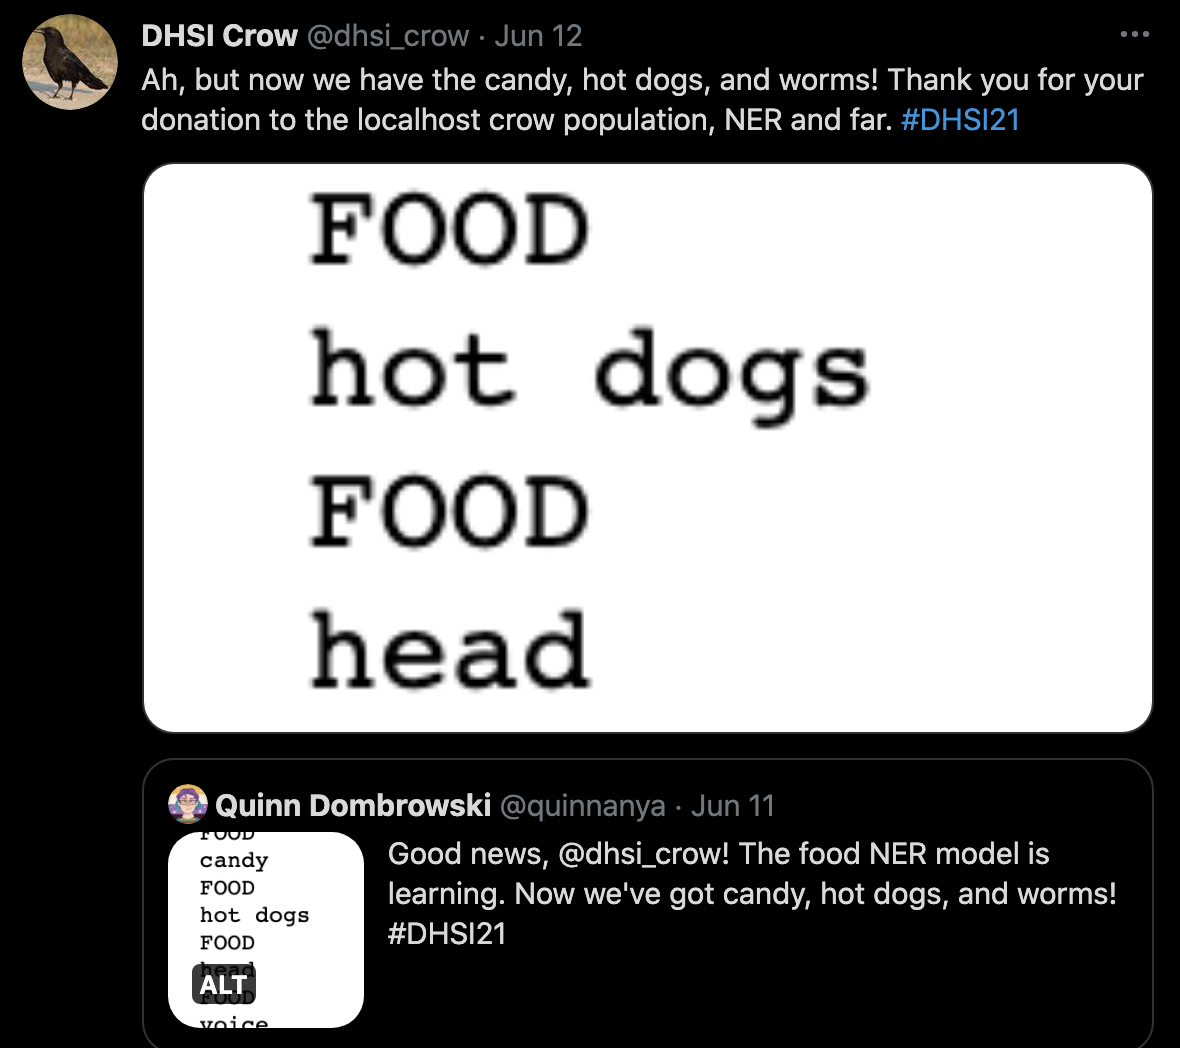 DHSI Crow @dhsi_crow · Jun 12
Ah, but now we have the candy, hot dogs, and worms! Thank you for your
donation to the localhost crow population, NER and far. #DHSI21
FOOD
hot dogs
FOOD
head
Quinn Dombrowski @quinnanya · Jun 11
FOOD
candy
FOOD
hot dogs
FOOD
head
ALT
FOOD
voice
Good news, @dhsi_crow! The food NER model is
learning. Now we've got candy, hot dogs, and worms!
#DHSI21